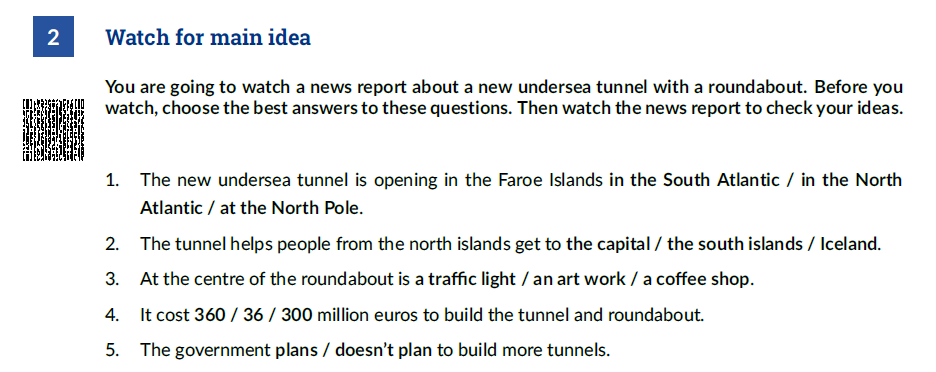 2 Watch for main idea
You are going to watch a news report about a new undersea tunnel with a roundabout. Before you
watch, choose the best answers to these questions. Then watch the news report to check your ideas.
1. The new undersea tunnel is opening in the Faroe Islands in the South Atlantic / in the North
Atlantic / at the North Pole.
2. The tunnel helps people from the north islands get to the capital / the south islands / Iceland.
3. At the centre of the roundabout is a traffic light / an art work / a coffee shop.
4. It cost 360 / 36 / 300 million euros to build the tunnel and roundabout.
5. The government plans / doesn’t plan to build more tunnels.